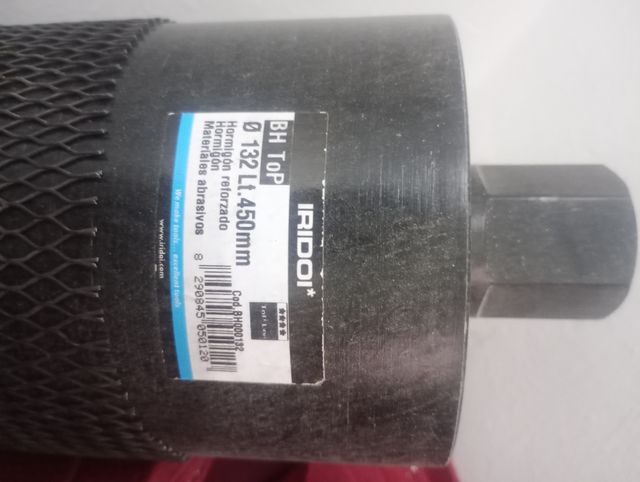 IRIDOI*
BH ToP
Ø 132 Lt.450mm
Hormigón reforzado
Hormigón
Materiales abrasivos
Cod.BH000132
8 290845 050120
We make tools... excellent tools
www.iridoi.com